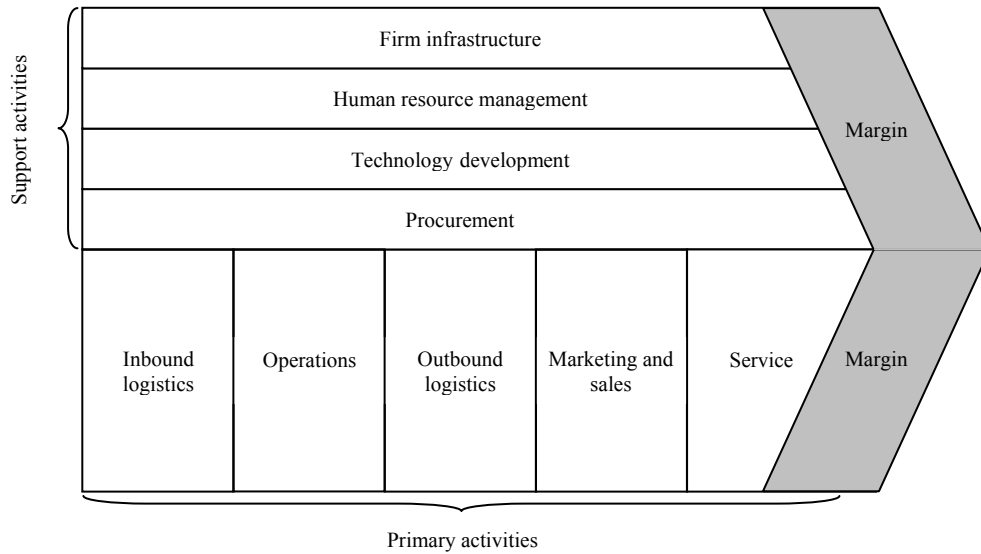 Support activities
Firm infrastructure
Human resource management
Technology development
Procurement
Margin
Inbound
logistics
Operations
Outbound
logistics
Marketing and
sales
Service
Margin
Primary activities